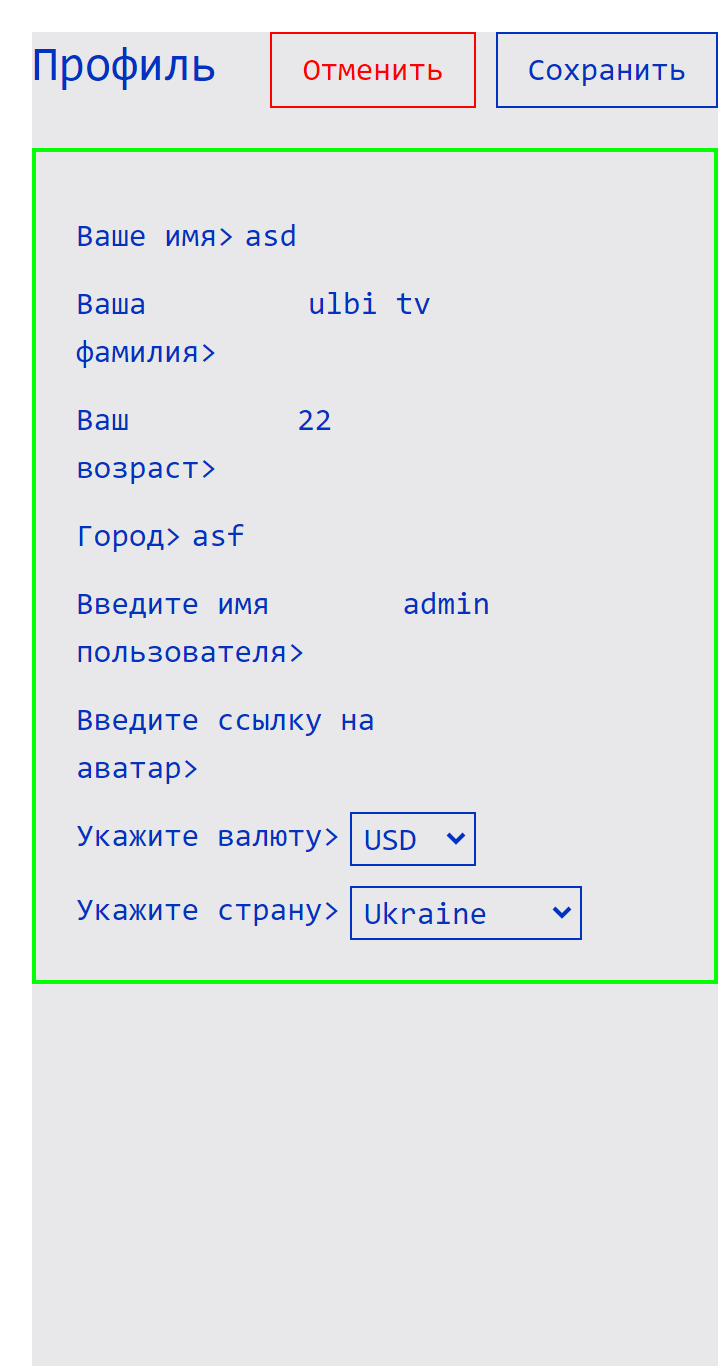 Профиль Отменить Сохранить
Ваше имя> asd
Ваша ulbi tv
фамилия>
Ваш 22
возраст>
Город> asf
Введите имя admin
пользователя>
Введите ссылку на
аватар>
Укажите валюту> USD
Укажите страну> Ukraine